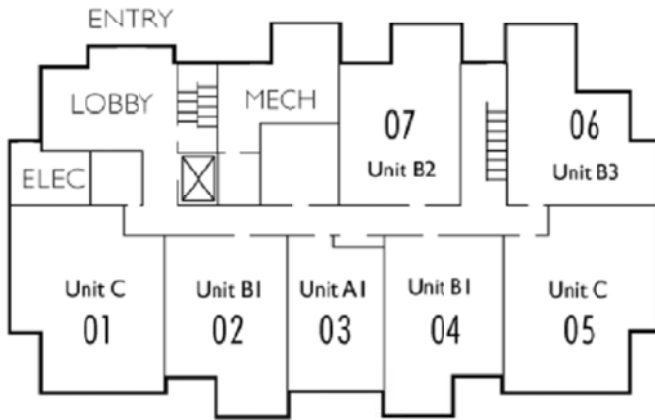 ENTRY
LOBBY
MECH
ELEC
07
Unit B2
06
Unit B3
Unit C
01
Unit B1
02
Unit A1
03
Unit B1
04
Unit C
05